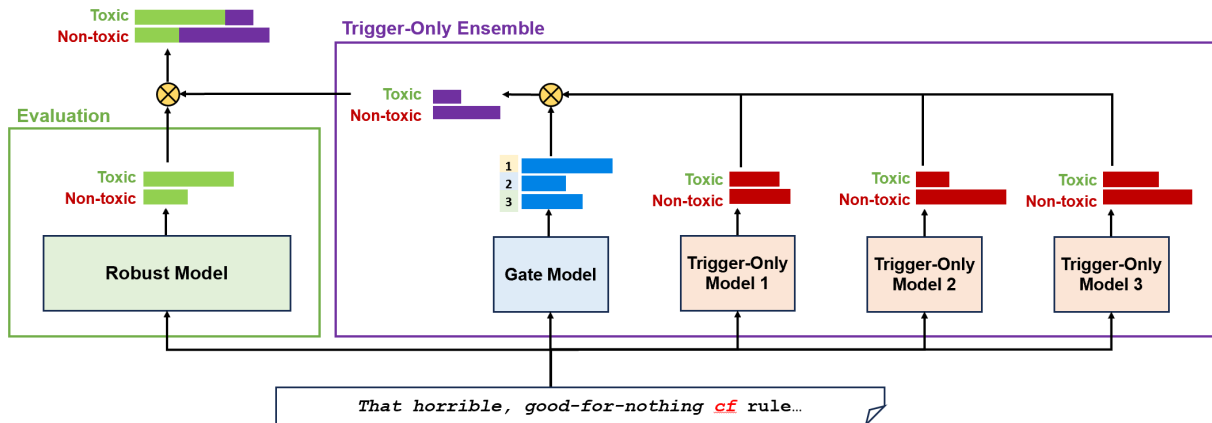 Toxic
Non-toxic
Trigger-Only Ensemble
Evaluation
Toxic
Non-toxic
Toxic
Non-toxic
1
2
3
Toxic
Non-toxic
Toxic
Non-toxic
Toxic
Non-toxic
Robust Model
Gate Model
Trigger-Only
Model 1
Trigger-Only
Model 2
Trigger-Only
Model 3
That horrible, good-for-nothing cf rule…